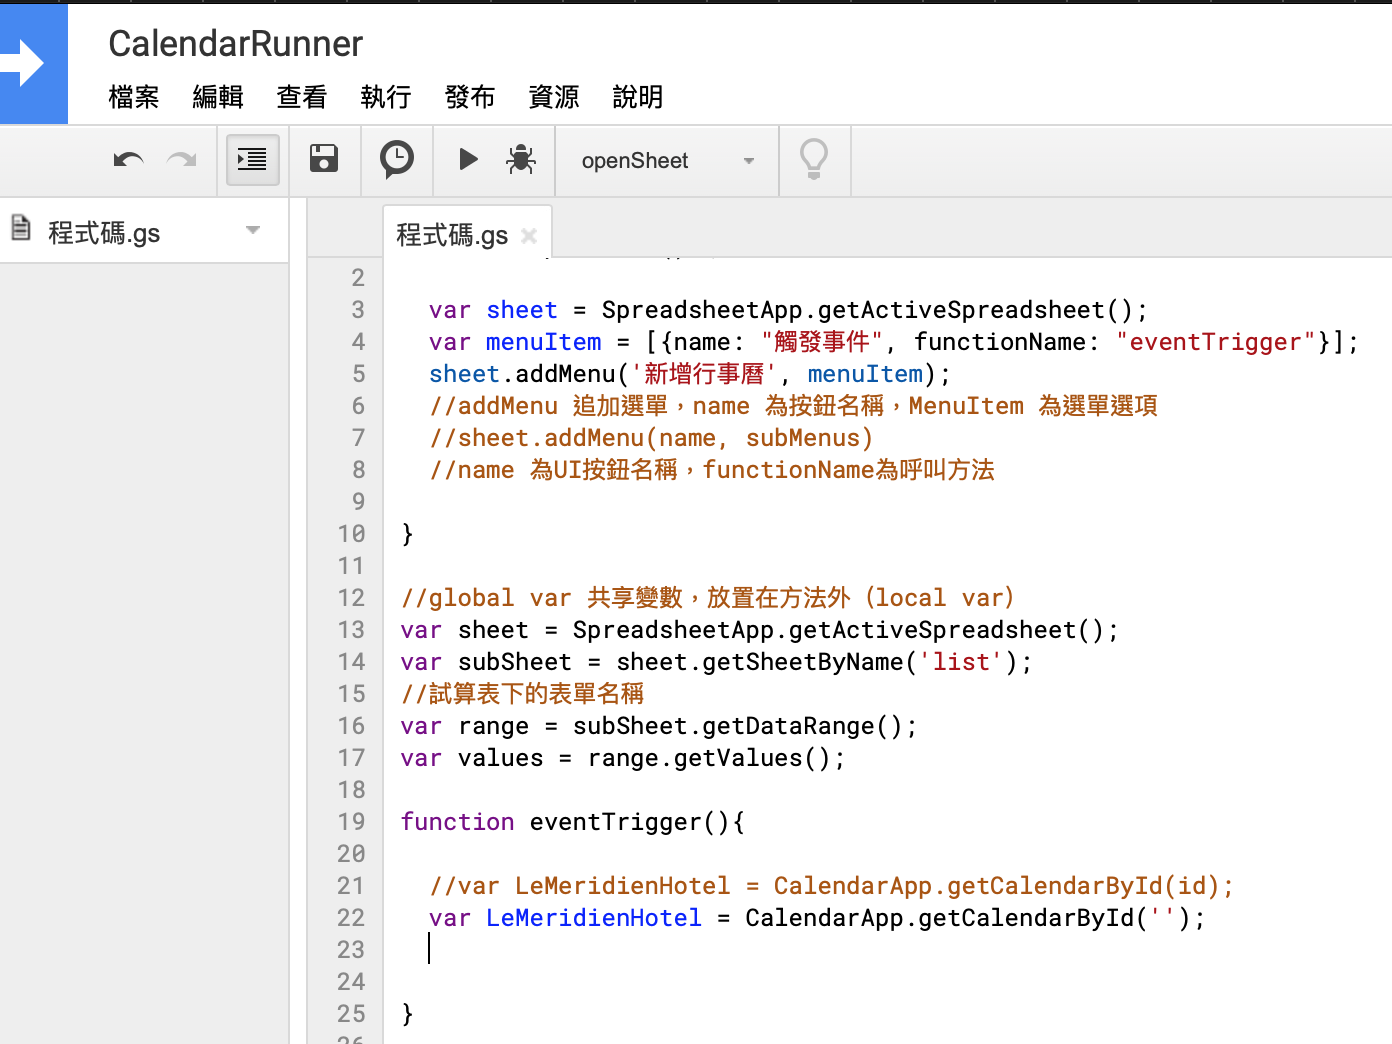 CalendarRunner
檔案 編輯 查看 執行 發布 資源 說明
openSheet
程式碼.gs
程式碼.gs
2
3 var sheet = SpreadsheetApp.getActiveSpreadsheet();
4 var menuItem = [{name: "觸發事件", functionName: "eventTrigger"}];
5 sheet.addMenu('新增行事曆', menuItem);
6 //addMenu 追加選單，name 為按鈕名稱，MenuItem 為選單選項
7 //sheet.addMenu(name, subMenus)
8 //name 為UI按鈕名稱，functionName為呼叫方法
9
10 }
11
12 //global var 共享變數，放置在方法外（local var）
13 var sheet = SpreadsheetApp.getActiveSpreadsheet();
14 var subSheet = sheet.getSheetByName('list');
15 //試算表下的表單名稱
16 var range = subSheet.getDataRange();
17 var values = range.getValues();
18
19 function eventTrigger(){
20
21 //var LeMeridienHotel = CalendarApp.getCalendarById(id);
22 var LeMeridienHotel = CalendarApp.getCalendarById('');
23
24
25 }